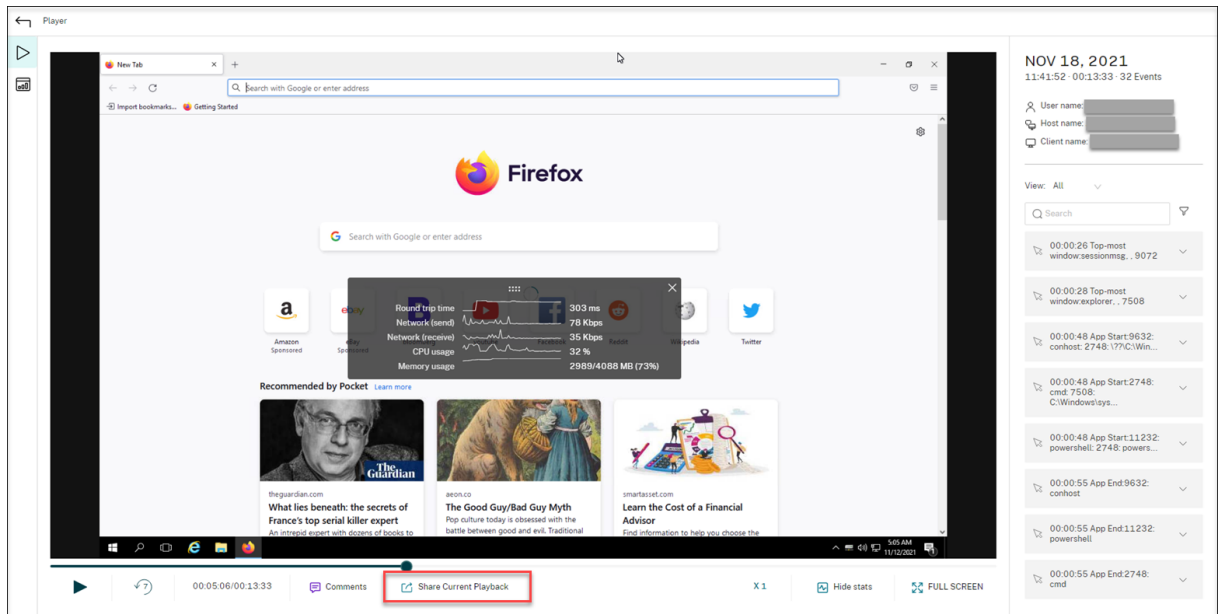 Player
New Tab
Search with Google or enter address
Import bookmarks... Getting Started
Firefox
Search with Google or enter address
Round trip time 303 ms
Network (send) 78 Kbps
Network (receive) 35 Kbps
CPU usage 32 %
Memory usage 2989/4088 MB (73%)
a ebay
Amazon eBay Facebook Reddit Wikipedia Twitter
Sponsored Sponsored
Recommended by Pocket Learn more
The Guardian
theguardian.com
What lies beneath: the secrets of
France's top serial killer expert
An intrepid expert with dozens of books to
aeon.co
The Good Guy/Bad Guy Myth
Pop culture today is obsessed with the
battle between good and evil. Traditional
smartasset.com
Learn the Cost of a Financial
Advisor
Find information to help you choose the
5:05 AM
11/12/2021
1
7 00:05:06/00:13:33 Comments Share Current Playback X 1 Hide stats FULL SCREEN
NOV 18, 2021
11:41:52 · 00:13:33 · 32 Events
User name:
Host name:
Client name:
View: All
Search
00:00:26 Top-most
window:sessionmsg, , 9072
00:00:28 Top-most
window:explorer, , 7508
00:00:48 App Start:9632:
conhost: 2748: \??\C:\Win...
00:00:48 App Start:2748:
cmd: 7508:
C:\Windows\sys...
00:00:48 App Start:11232:
powershell: 2748: powers...
00:00:55 App End:9632:
conhost
00:00:55 App End:11232:
powershell
00:00:55 App End:2748:
cmd